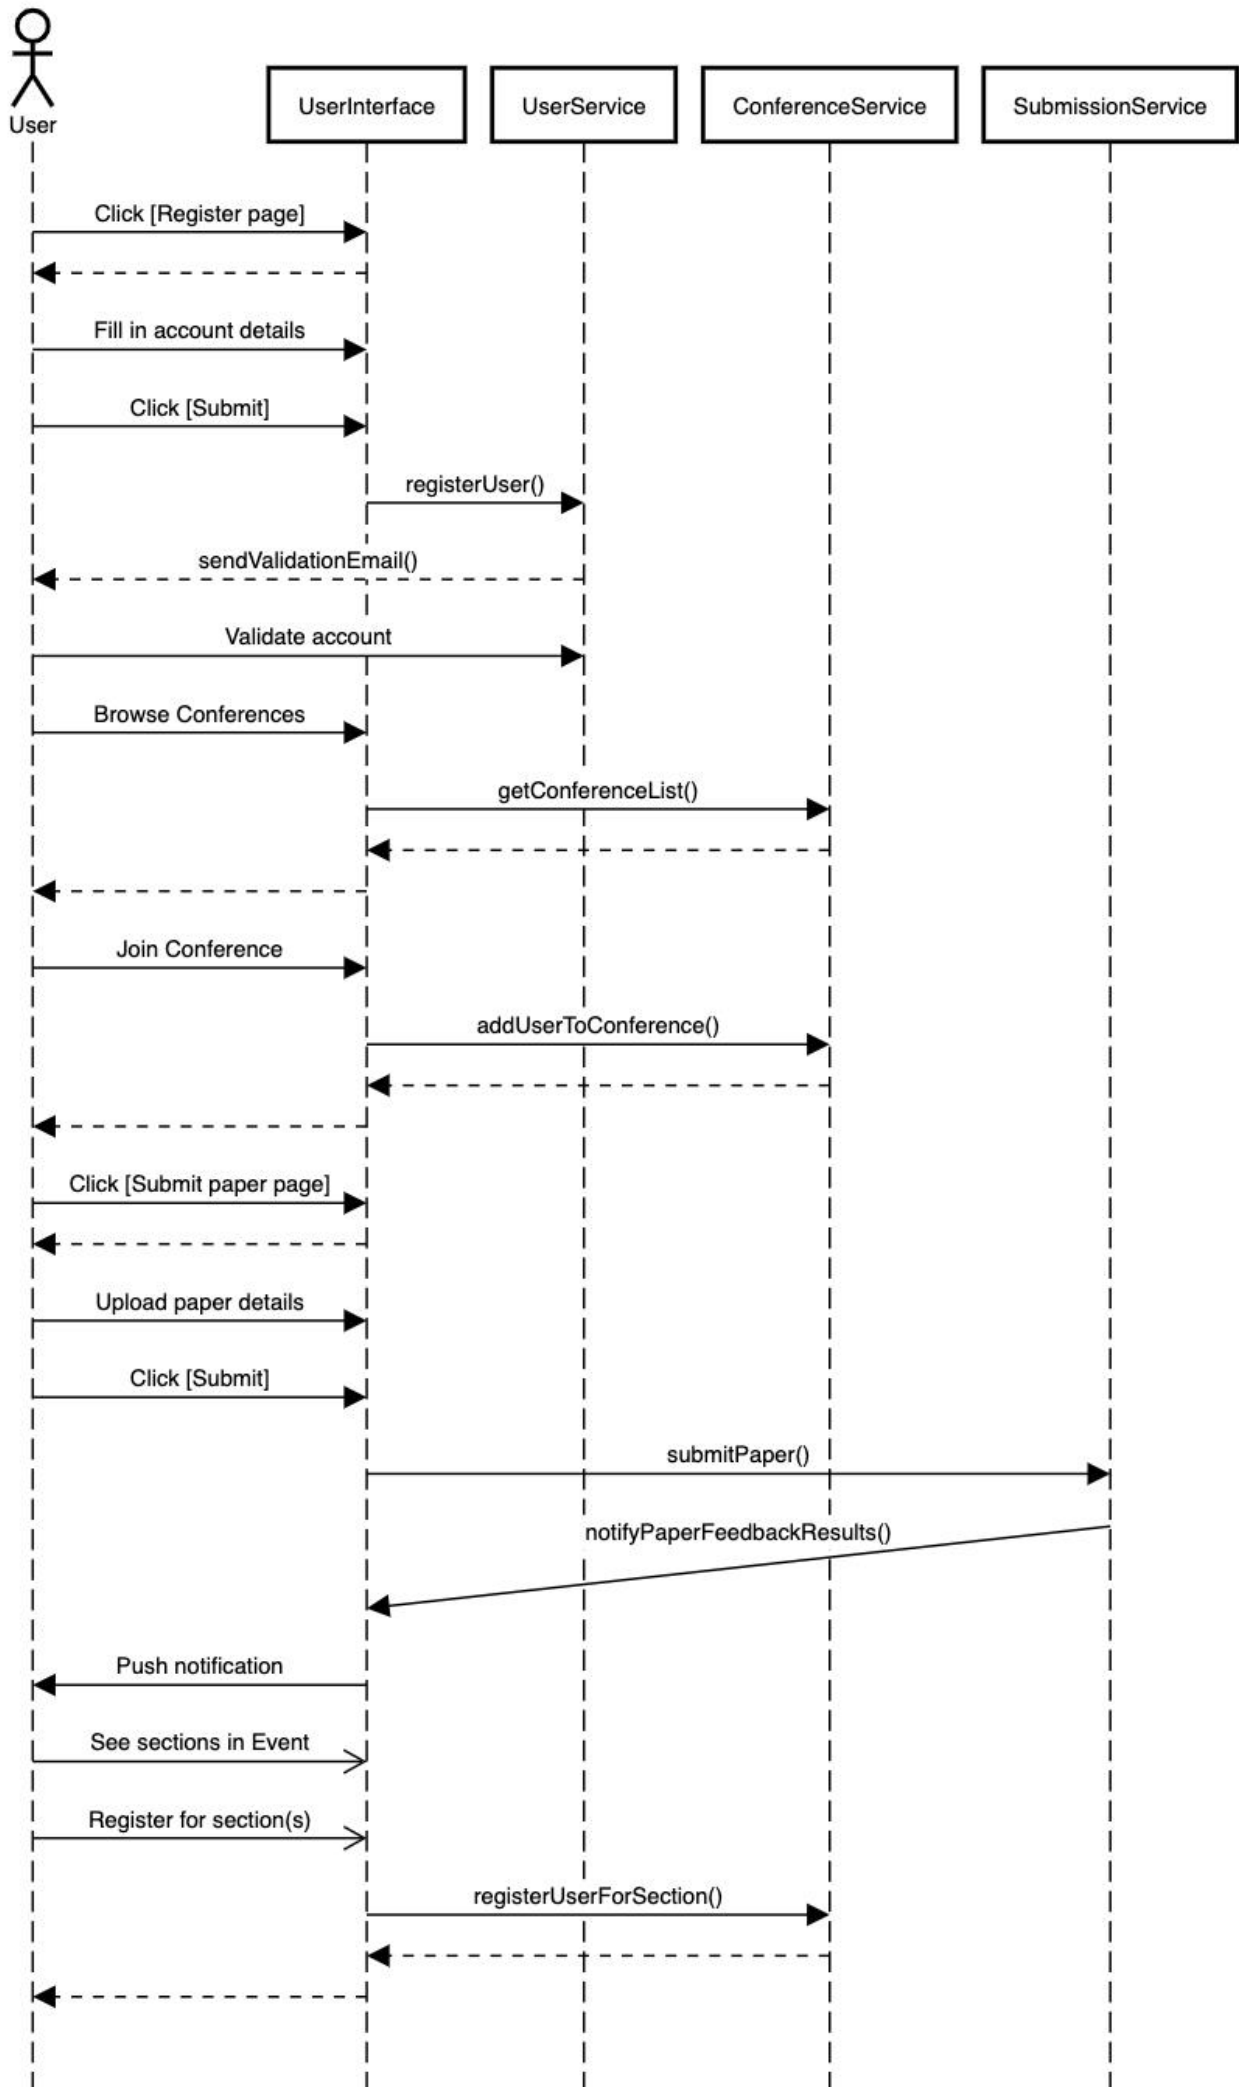 User
UserInterface
UserService
ConferenceService
SubmissionService
Click [Register page]
Fill in account details
Click [Submit]
registerUser()
sendValidationEmail()
Validate account
Browse Conferences
getConferenceList()
Join Conference
addUserToConference()
Click [Submit paper page]
Upload paper details
Click [Submit]
submitPaper()
notifyPaperFeedbackResults()
Push notification
See sections in Event
Register for section(s)
registerUserForSection()